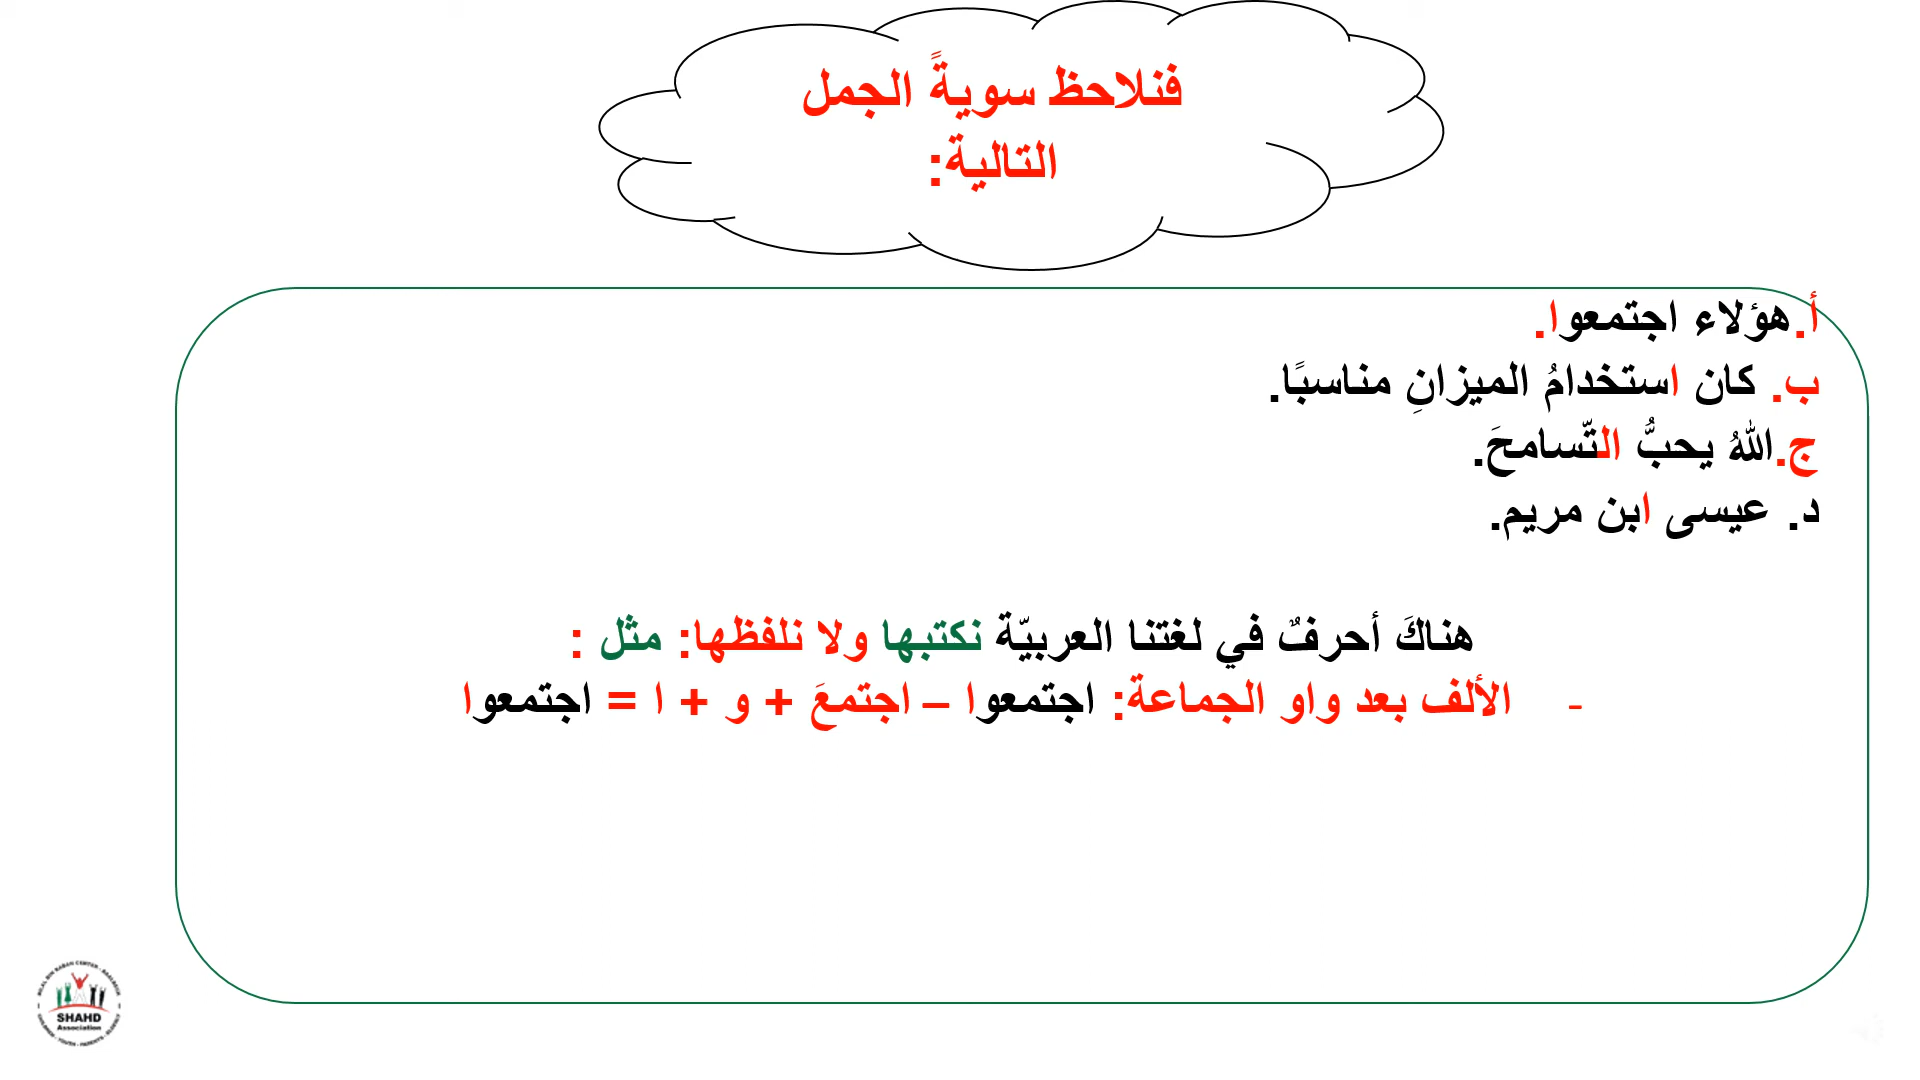 فنلاحظ سويةً الجمل
التالية:
أ.هؤلاء اجتمعوا.
ب. كان استخدامُ الميزانِ مناسبًا.
ج.اللهُ يحبُّ التّسامحَ.
د. عيسى ابن مريم.
هناكَ أحرفٌ في لغتنا العربيّة نكتبها ولا نلفظها: مثل :
- الألف بعد واو الجماعة: اجتمعوا – اجتمعَ + و + ا = اجتمعوا
SHAHD
Association